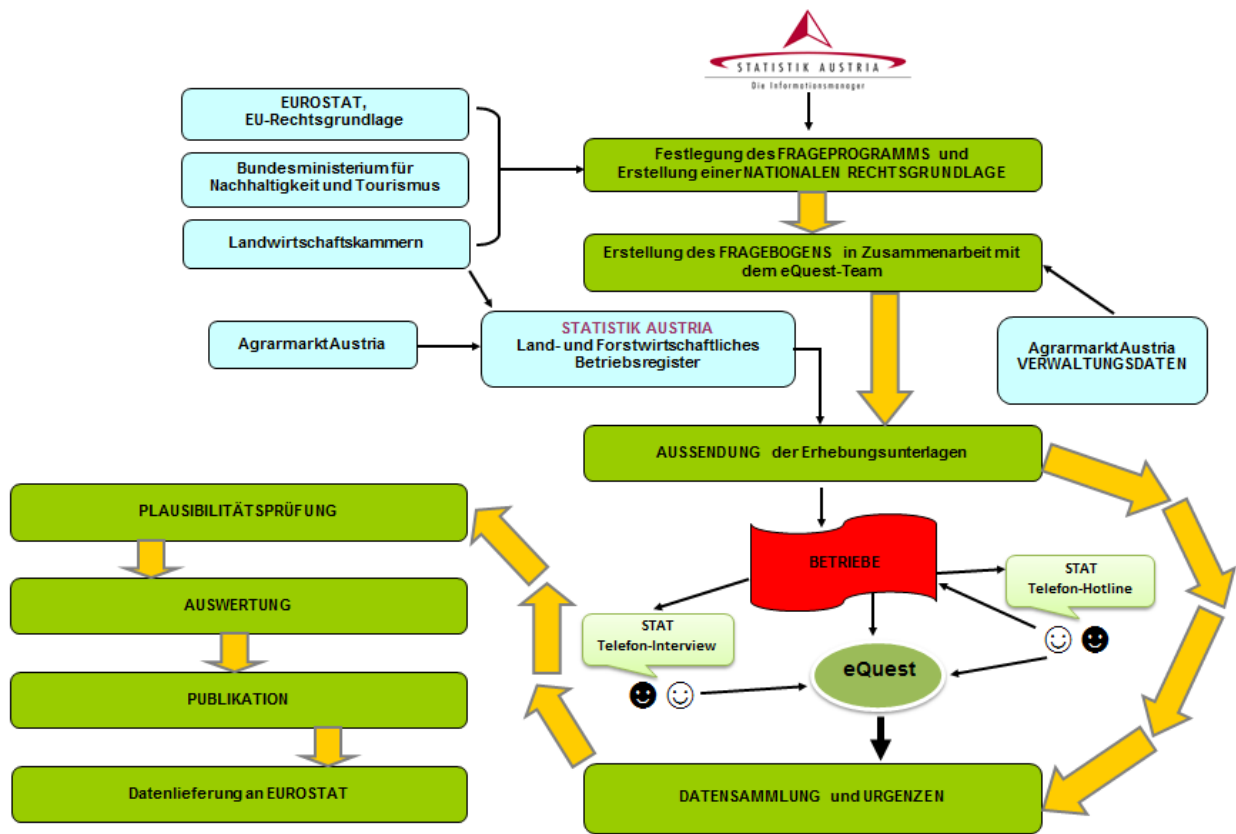 STATISTIK AUSTRIA
Die Informationsmanager
EUROSTAT,
EU-Rechtsgrundlage
Bundesministerium für
Nachhaltigkeit und Tourismus
Landwirtschaftskammern
Festlegung des FRAGEPROGRAMMS und
Erstellung einer NATIONALEN RECHTSGRUNDLAGE
Erstellung des FRAGEBOGENS in Zusammenarbeit mit
dem eQuest-Team
AgrarmarktAustria
STATISTIK AUSTRIA
Land- und Forstwirtschaftliches
Betriebsregister
AgrarmarktAustria
VERWALTUNGSDATEN
AUSSENDUNG der Erhebungsunterlagen
BETRIEBE
STAT
Telefon-Hotline
STAT
Telefon-Interview
eQuest
DATENSAMMLUNG und URGENZEN
PLAUSIBILITÄTSPRÜFUNG
AUSWERTUNG
PUBLIKATION
Datenlieferung an EUROSTAT